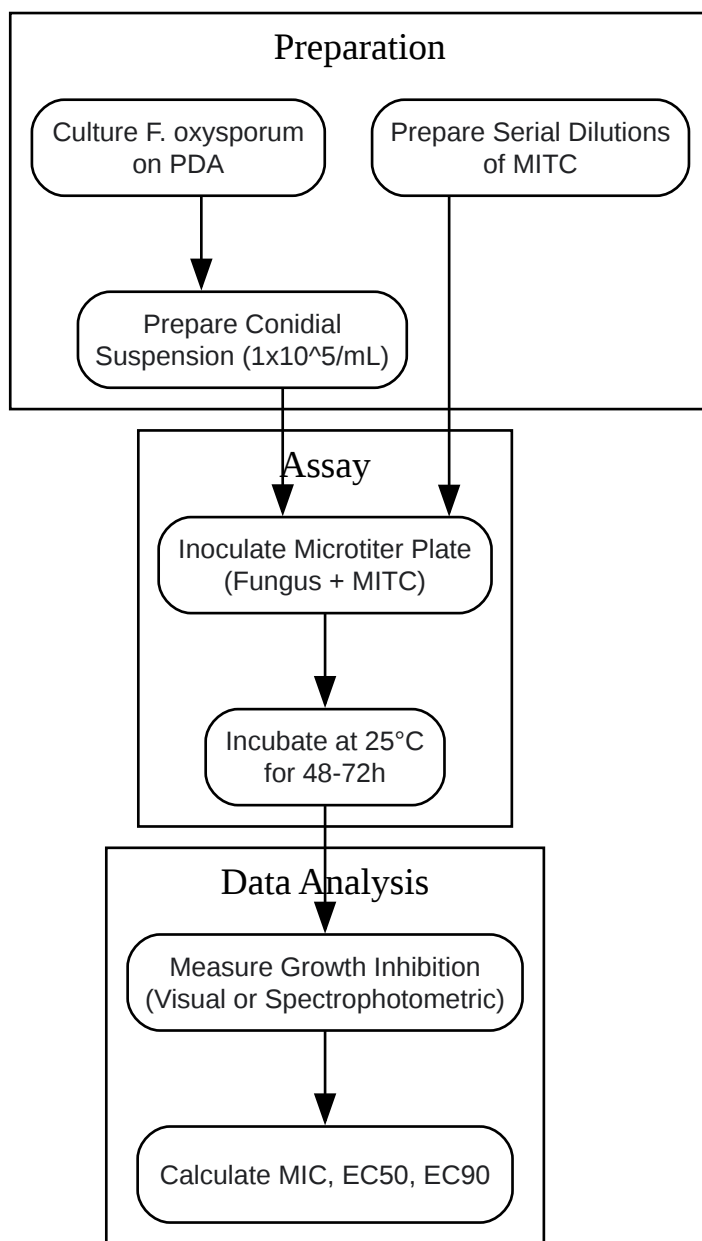 Preparation
Culture F. oxysporum
on PDA
Prepare Serial Dilutions
of MITC
Prepare Conidial
Suspension (1x10^5/mL)
Assay
Inoculate Microtiter Plate
(Fungus + MITC)
Incubate at 25°C
for 48-72h
Data Analysis
Measure Growth Inhibition
(Visual or Spectrophotometric)
Calculate MIC, EC50, EC90